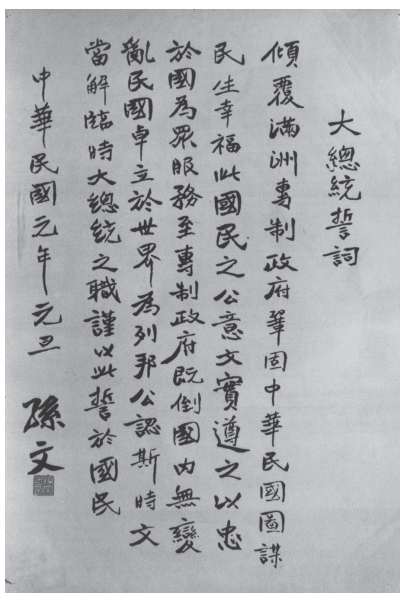 大總統誓詞
傾覆滿洲專制政府鞏固中華民國圖謀
民生幸福此國民之公意文實遵之以忠
於國為眾服務至專制政府既倒國內無變
亂民國卓立於世界為列邦公認斯時文
當解臨時大總統之職謹以此誓於國民
中華民國元年元旦 孫文